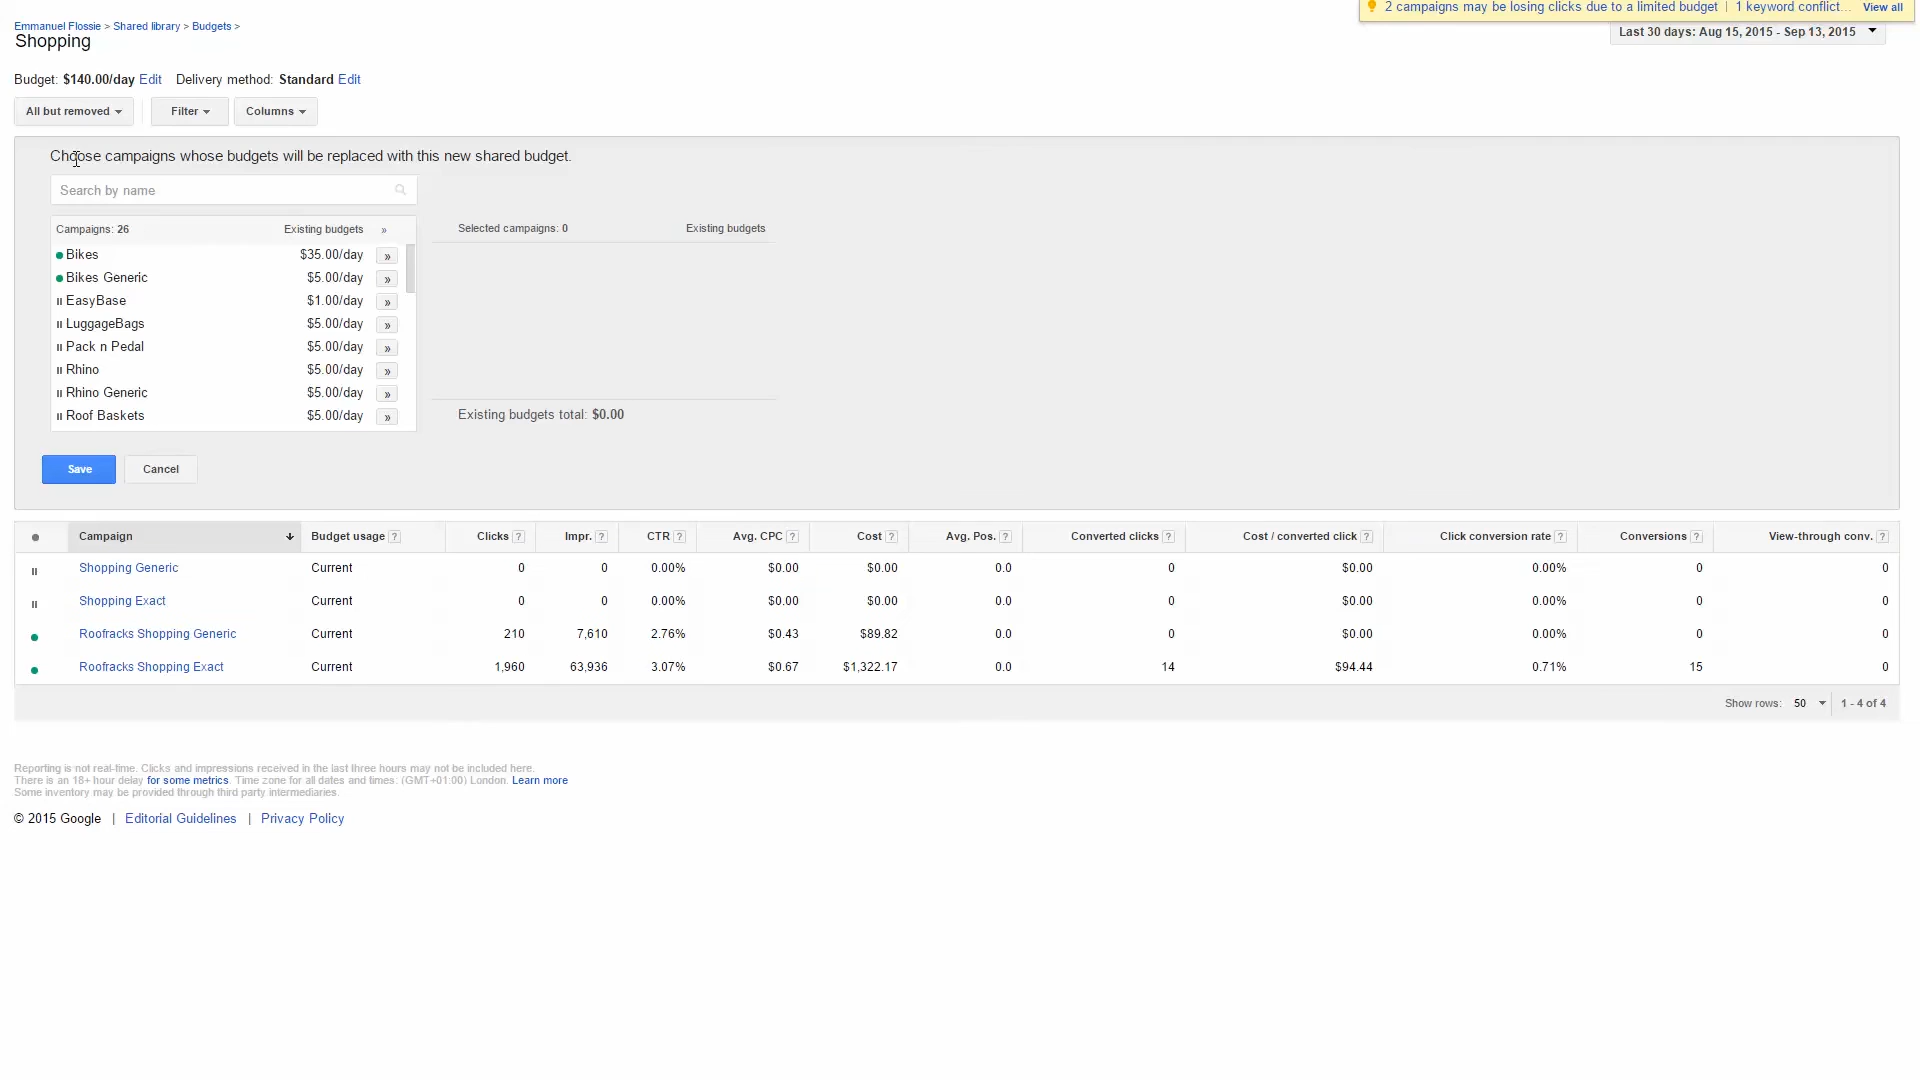 2 campaigns may be losing clicks due to a limited budget | 1 keyword conflict... View all
Emmanuel Flossie > Shared library > Budgets >
Shopping
Last 30 days: Aug 15, 2015 - Sep 13, 2015
Budget: $140.00/day Edit Delivery method: Standard Edit
All but removed Filter Columns
Choose campaigns whose budgets will be replaced with this new shared budget.
Search by name
Campaigns: 26 Existing budgets »
Selected campaigns: 0 Existing budgets
Bikes $35.00/day »
Bikes Generic $5.00/day »
EasyBase $1.00/day »
LuggageBags $5.00/day »
Pack n Pedal $5.00/day »
Rhino $5.00/day »
Rhino Generic $5.00/day »
Roof Baskets $5.00/day »
Existing budgets total: $0.00
Save Cancel
Campaign Budget usage ? Clicks ? Impr. ? CTR ? Avg. CPC ? Cost ? Avg. Pos. ? Converted clicks ? Cost / converted click ? Click conversion rate ? Conversions ? View-through conv. ?
Shopping Generic Current 0 0 0.00% $0.00 $0.00 0.0 0 $0.00 0.00% 0 0
Shopping Exact Current 0 0 0.00% $0.00 $0.00 0.0 0 $0.00 0.00% 0 0
Roofracks Shopping Generic Current 210 7,610 2.76% $0.43 $89.82 0.0 0 $0.00 0.00% 0 0
Roofracks Shopping Exact Current 1,960 63,936 3.07% $0.67 $1,322.17 0.0 14 $94.44 0.71% 15 0
Show rows: 50 1 - 4 of 4
Reporting is not real-time. Clicks and impressions received in the last three hours may not be included here.
There is an 18+ hour delay for some metrics. Time zone for all dates and times: (GMT+01:00) London. Learn more
Some inventory may be provided through third party intermediaries.
© 2015 Google | Editorial Guidelines | Privacy Policy